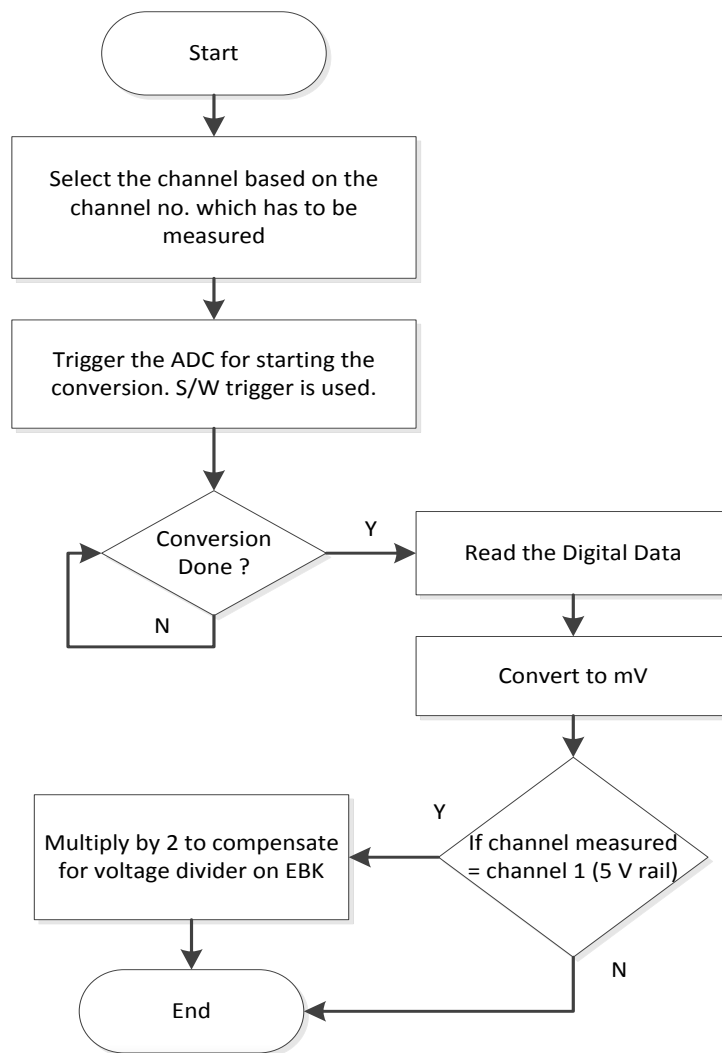 Start
Select the channel based on the
channel no. which has to be
measured
Trigger the ADC for starting the
conversion. S/W trigger is used.
Conversion
Done ?
Y
N
Read the Digital Data
Convert to mV
If channel measured
= channel 1 (5 V rail)
Y
N
Multiply by 2 to compensate
for voltage divider on EBK
End